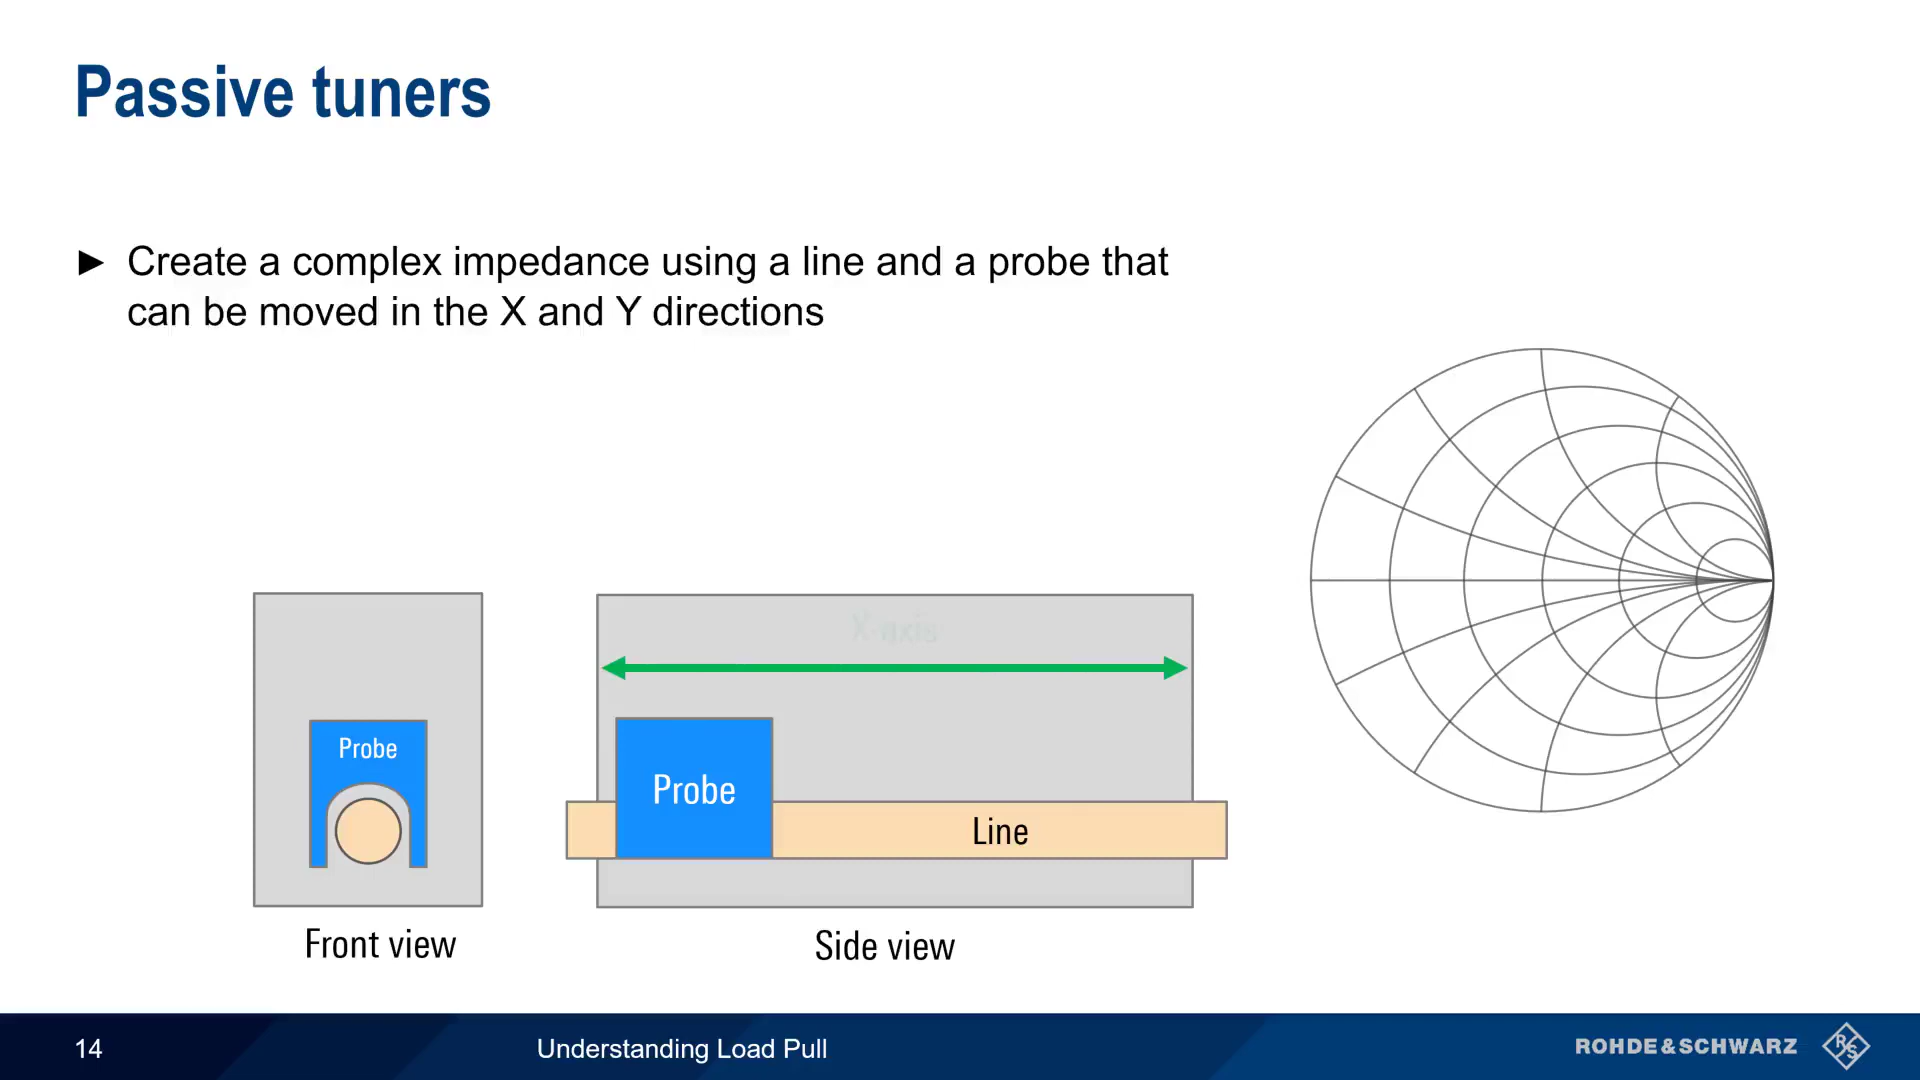 Passive tuners
► Create a complex impedance using a line and a probe that
can be moved in the X and Y directions
X-axis
Probe
Probe
Line
Front view
Side view
14
Understanding Load Pull
ROHDE&SCHWARZ
R
S